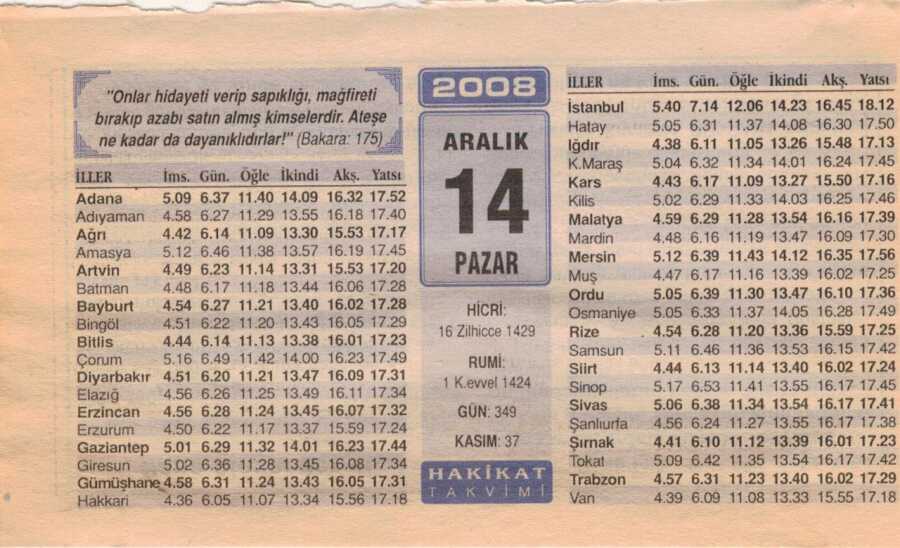 "Onlar hidayeti verip sapıklığı, mağfireti
bırakıp azabı satın almış kimselerdir. Ateşe
ne kadar da dayanıklıdırlar!" (Bakara: 175)
İLLER İms. Gün. Öğle İkindi Akş. Yatsı
Adana 5.09 6.37 11.40 14.09 16.32 17.52
Adıyaman 4.58 6.27 11.29 13.55 16.18 17.40
Ağrı 4.42 6.14 11.09 13.30 15.53 17.17
Amasya 5.12 6.46 11.38 13.57 16.19 17.45
Artvin 4.49 6.23 11.14 13.31 15.53 17.20
Batman 4.48 6.17 11.18 13.44 16.06 17.28
Bayburt 4.54 6.27 11.21 13.40 16.02 17.28
Bingöl 4.51 6.22 11.20 13.43 16.05 17.29
Bitlis 4.44 6.14 11.13 13.38 16.01 17.23
Çorum 5.16 6.49 11.42 14.00 16.23 17.49
Diyarbakır 4.51 6.20 11.21 13.47 16.09 17.31
Elazığ 4.56 6.26 11.25 13.49 16.11 17.34
Erzincan 4.56 6.28 11.24 13.45 16.07 17.32
Erzurum 4.50 6.22 11.17 13.37 15.59 17.24
Gaziantep 5.01 6.29 11.32 14.01 16.23 17.44
Giresun 5.02 6.36 11.28 13.45 16.08 17.34
Gümüşhane 4.58 6.31 11.24 13.43 16.05 17.31
Hakkari 4.36 6.05 11.07 13.34 15.56 17.18
2008
ARALIK
14
PAZAR
HİCRİ:
16 Zilhicce 1429
RUMİ:
1 K.evvel 1424
GÜN: 349
KASIM: 37
HAKİKAT
TAKVİMİ
İLLER İms. Gün. Öğle İkindi Akş. Yatsı
İstanbul 5.40 7.14 12.06 14.23 16.45 18.12
Hatay 5.05 6.31 11.37 14.08 16.30 17.50
Iğdır 4.38 6.11 11.05 13.26 15.48 17.13
K.Maraş 5.04 6.32 11.34 14.01 16.24 17.45
Kars 4.43 6.17 11.09 13.27 15.50 17.16
Kilis 5.02 6.29 11.33 14.03 16.25 17.46
Malatya 4.59 6.29 11.28 13.54 16.16 17.39
Mardin 4.48 6.16 11.19 13.47 16.09 17.30
Mersin 5.12 6.39 11.43 14.12 16.35 17.56
Muş 4.47 6.17 11.16 13.39 16.02 17.25
Ordu 5.05 6.39 11.30 13.47 16.10 17.36
Osmaniye 5.05 6.33 11.37 14.05 16.28 17.49
Rize 4.54 6.28 11.20 13.36 15.59 17.25
Samsun 5.11 6.46 11.36 13.53 16.15 17.42
Siirt 4.44 6.13 11.14 13.40 16.02 17.24
Sinop 5.17 6.53 11.41 13.55 16.17 17.45
Sivas 5.06 6.38 11.34 13.54 16.17 17.41
Şanlıurfa 4.56 6.24 11.27 13.55 16.17 17.38
Şırnak 4.41 6.10 11.12 13.39 16.01 17.23
Tokat 5.09 6.42 11.35 13.54 16.17 17.42
Trabzon 4.57 6.31 11.23 13.40 16.02 17.29
Van 4.39 6.09 11.08 13.33 15.55 17.18